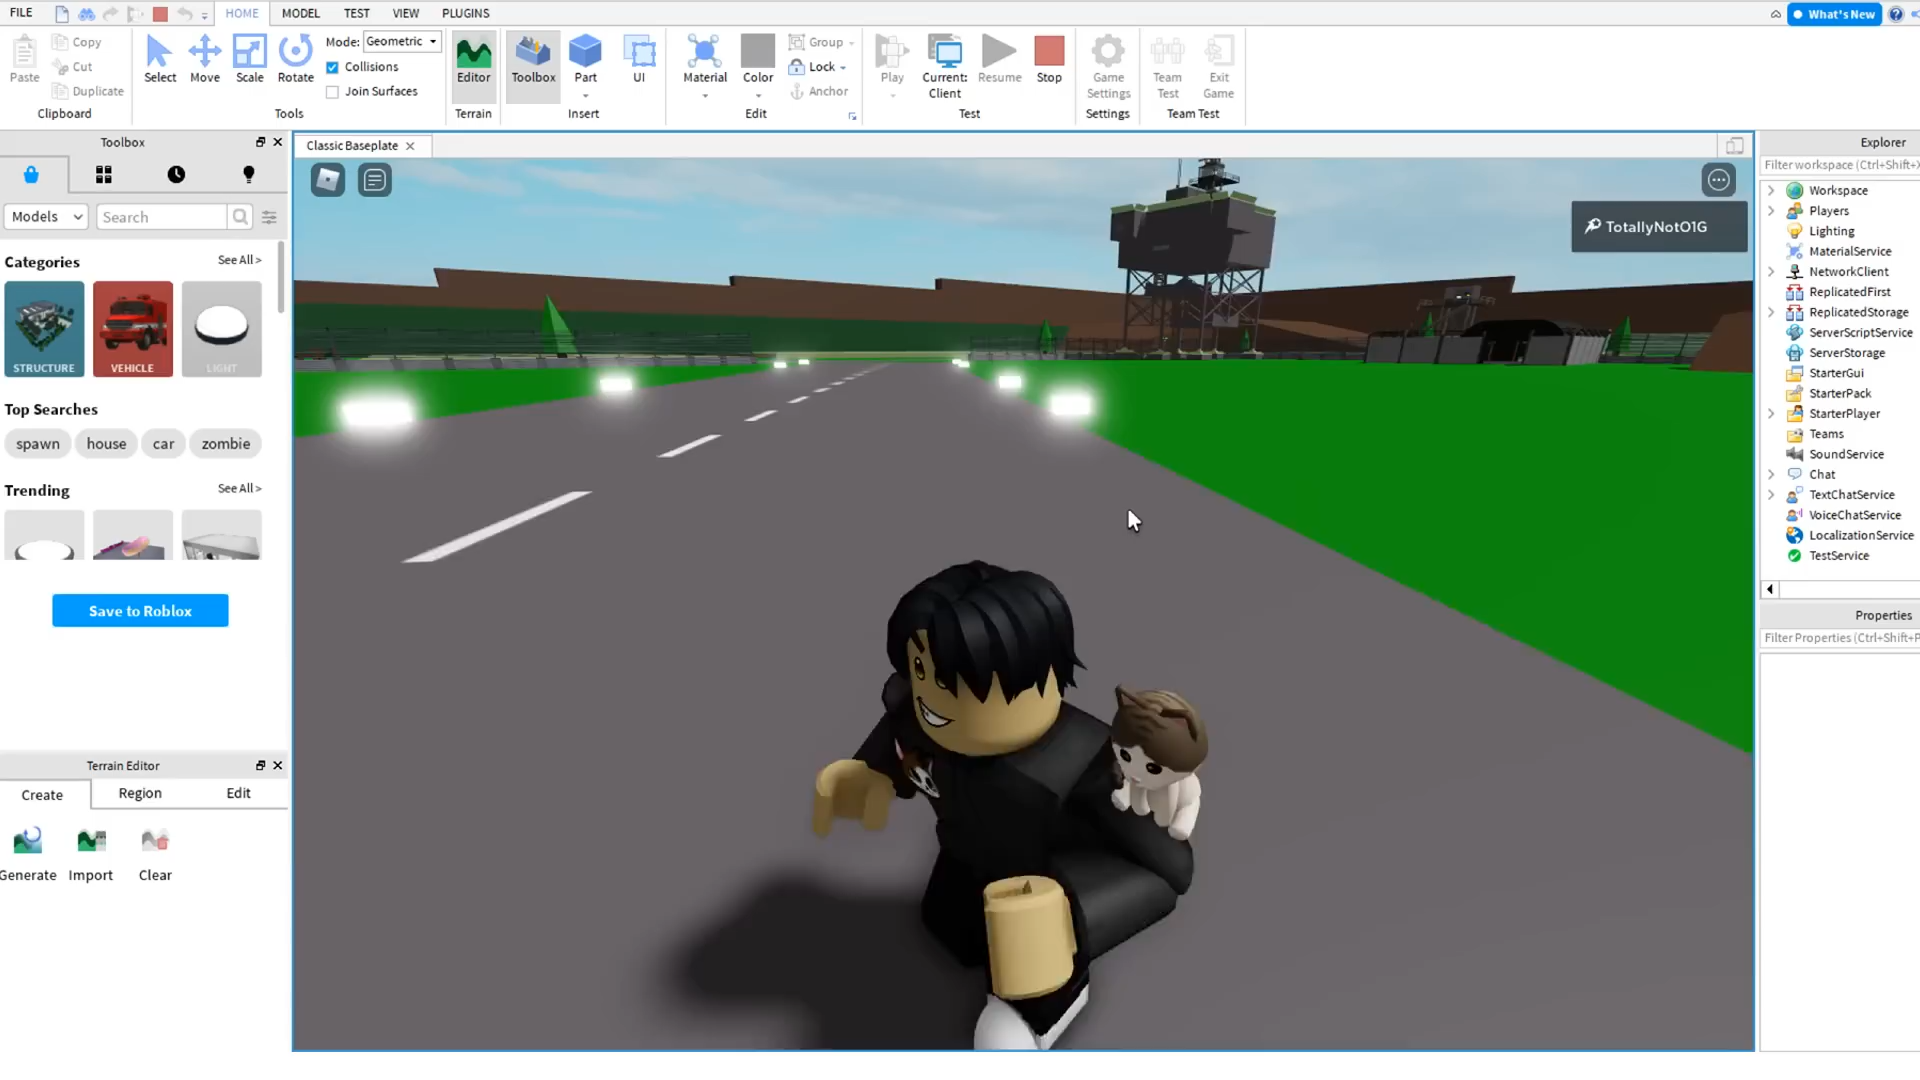 FILE
HOME
MODEL
TEST
VIEW
PLUGINS
What's New
Paste
Copy
Cut
Duplicate
Clipboard
Select
Move
Scale
Rotate
Mode: Geometric
Collisions
Join Surfaces
Tools
Editor
Terrain
Toolbox
Part
UI
Insert
Material
Color
Group
Lock
Anchor
Edit
Play
Current:
Client
Resume
Stop
Test
Game
Settings
Settings
Team
Test
Exit
Game
Team Test
Toolbox
Models
Search
Categories
See All >
STRUCTURE
VEHICLE
LIGHT
Top Searches
spawn
house
car
zombie
Trending
See All >
Save to Roblox
Terrain Editor
Create
Region
Edit
Generate
Import
Clear
Classic Baseplate
TotallyNotO1G
Explorer
Filter workspace (Ctrl+Shift+X
Workspace
Players
Lighting
MaterialService
NetworkClient
ReplicatedFirst
ReplicatedStorage
ServerScriptService
ServerStorage
StarterGui
StarterPack
StarterPlayer
Teams
SoundService
Chat
TextChatService
VoiceChatService
LocalizationService
TestService
Properties
Filter Properties (Ctrl+Shift+P